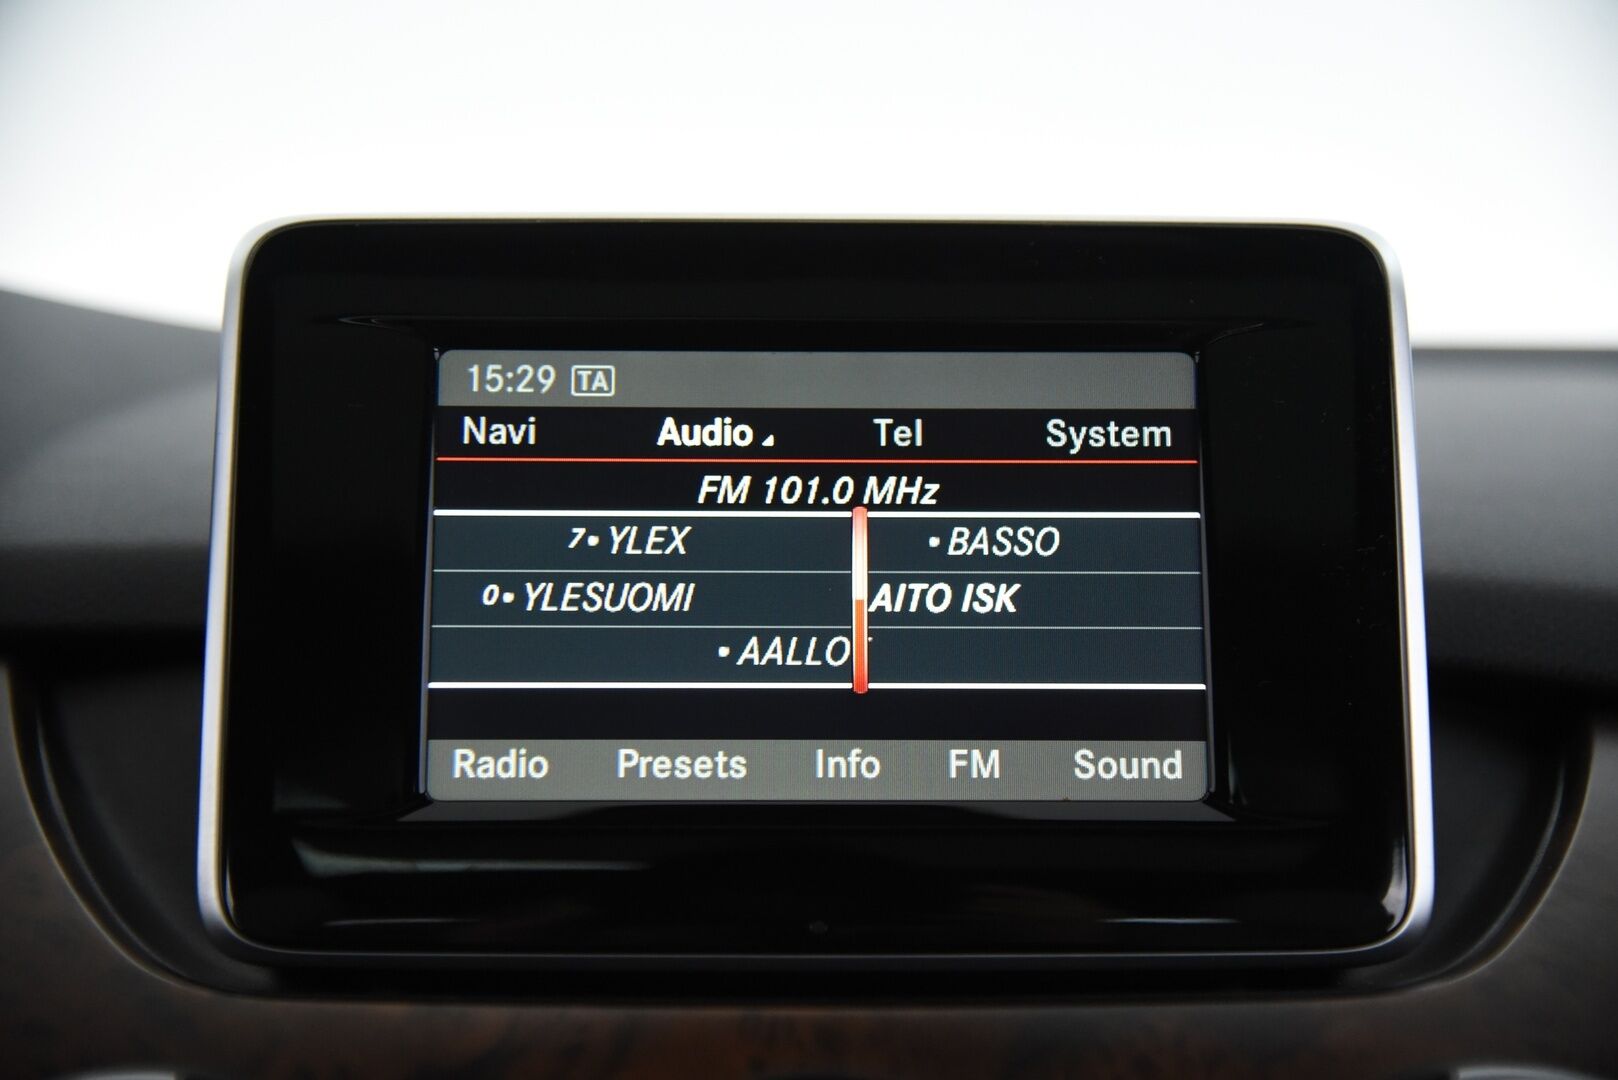 15:29 TA
Navi Audio Tel System
FM 101.0 MHz
7• YLEX • BASSO
0• YLESUOMI AITO ISK
• AALLO
Radio Presets Info FM Sound